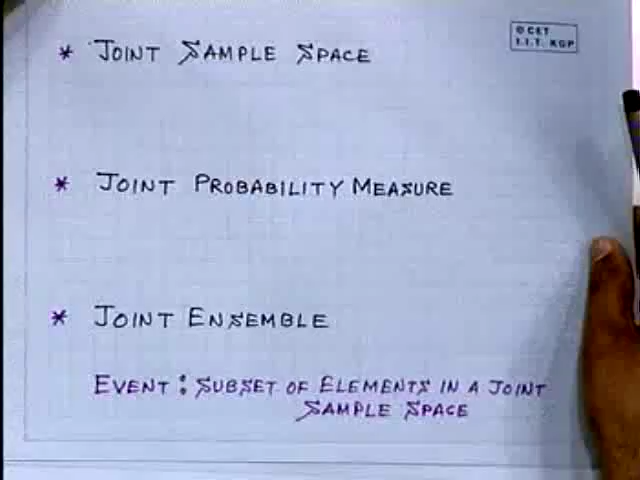 © CET
I.I.T. KGP
* JOINT SAMPLE SPACE
* JOINT PROBABILITY MEASURE
* JOINT ENSEMBLE
EVENT : SUBSET OF ELEMENTS IN A JOINT
SAMPLE SPACE